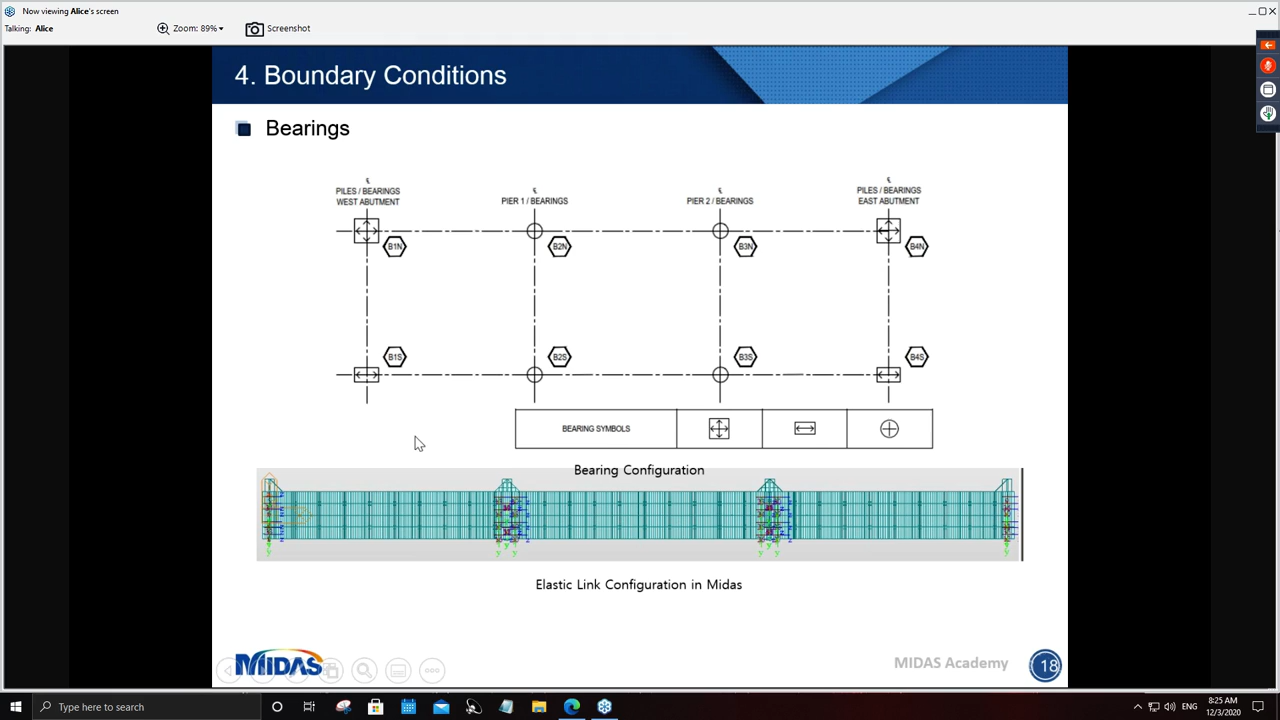 Now viewing Alice's screen
Talking: Alice
Zoom: 89%
Screenshot
4. Boundary Conditions
Bearings
℄
PILES / BEARINGS
WEST ABUTMENT
℄
PIER 1 / BEARINGS
℄
PIER 2 / BEARINGS
℄
PILES / BEARINGS
EAST ABUTMENT
B1N
B2N
B3N
B4N
B1S
B2S
B3S
B4S
BEARING SYMBOLS
Bearing Configuration
Elastic Link Configuration in Midas
MIDAS
MIDAS Academy
18
Type here to search
8:25 AM
12/3/2020